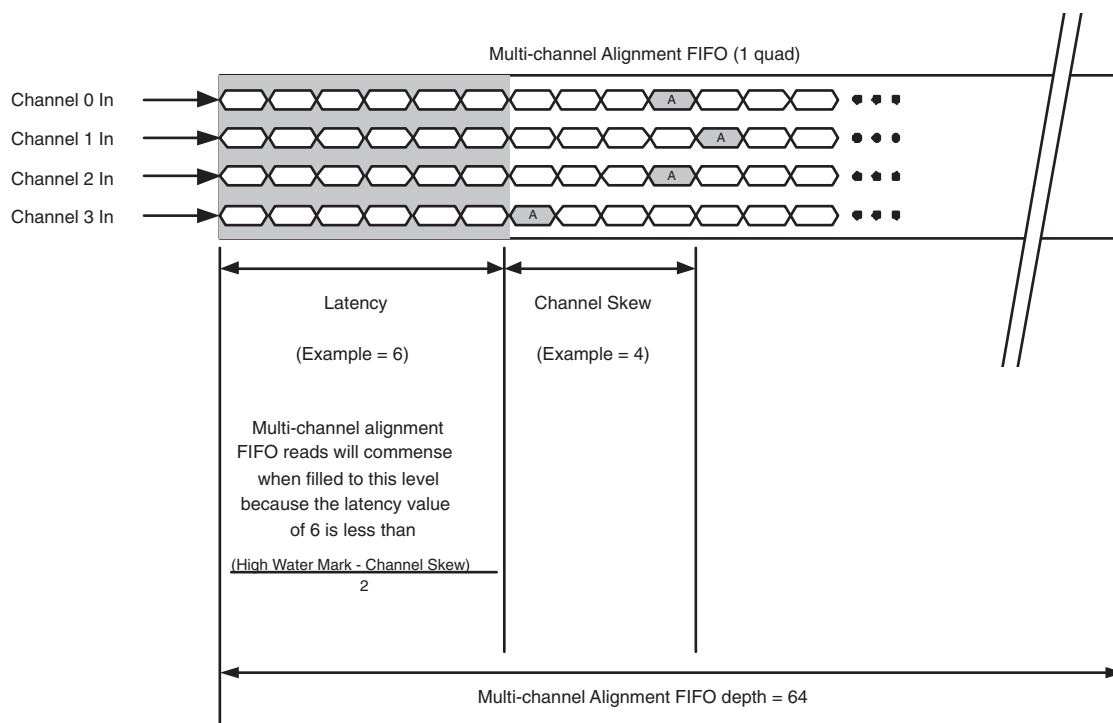 Multi-channel Alignment FIFO (1 quad)
Channel 0 In
A
Channel 1 In
A
Channel 2 In
A
Channel 3 In
A
Latency
Channel Skew
(Example = 6)
(Example = 4)
Multi-channel alignment
FIFO reads will commense
when filled to this level
because the latency value
of 6 is less than
(High Water Mark - Channel Skew)
2
Multi-channel Alignment FIFO depth = 64